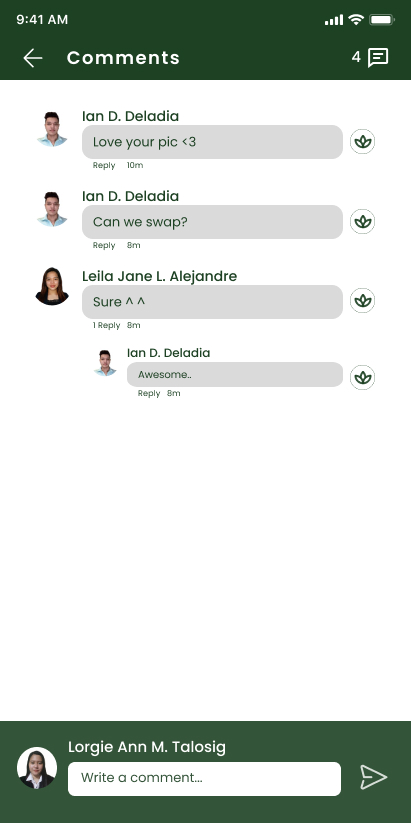 9:41 AM
Comments
4
Ian D. Deladia
Love your pic <3
Reply 10m
Ian D. Deladia
Can we swap?
Reply 8m
Leila Jane L. Alejandre
Sure ^ ^
1 Reply 8m
Ian D. Deladia
Awesome..
Reply 8m
Lorgie Ann M. Talosig
Write a comment...